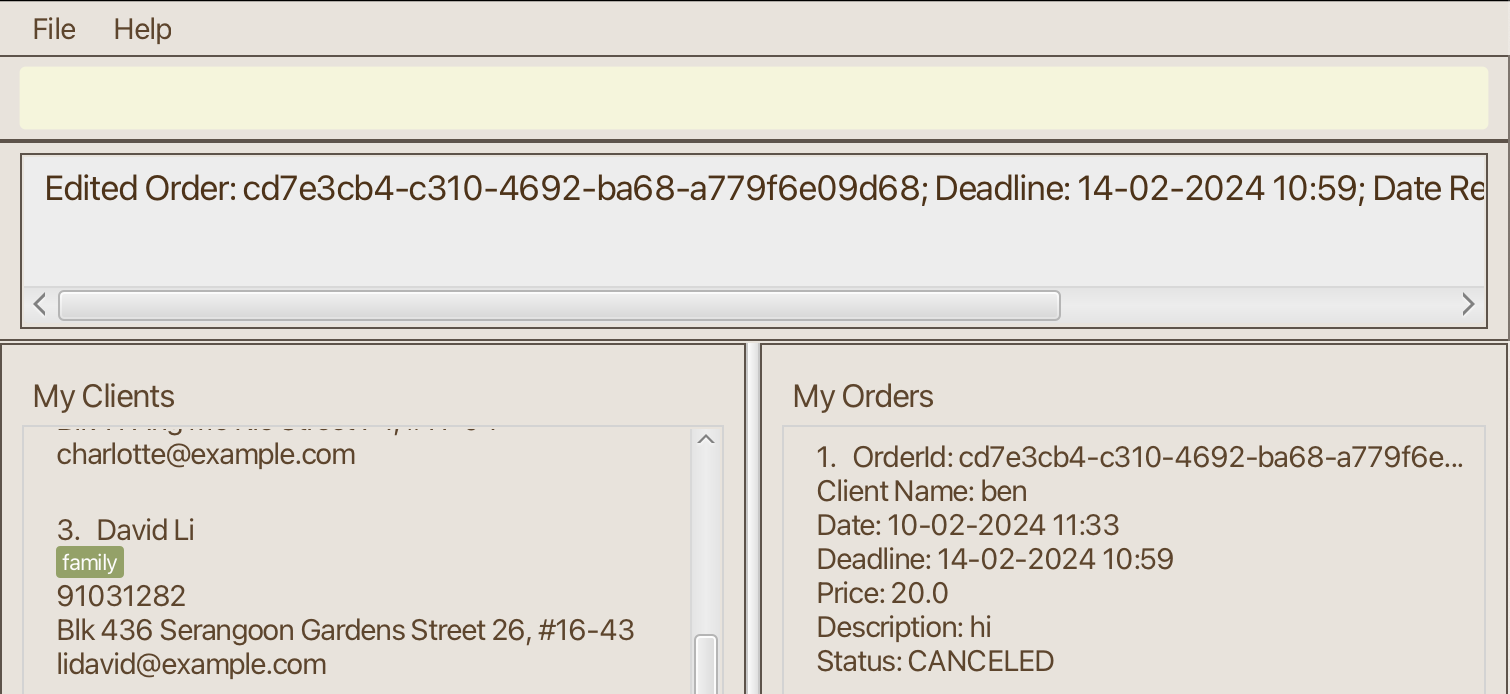 File Help
Edited Order: cd7e3cb4-c310-4692-ba68-a779f6e09d68; Deadline: 14-02-2024 10:59; Date Re
My Clients
charlotte@example.com
3. David Li
family
91031282
Blk 436 Serangoon Gardens Street 26, #16-43
lidavid@example.com
My Orders
1. OrderId: cd7e3cb4-c310-4692-ba68-a779f6e...
Client Name: ben
Date: 10-02-2024 11:33
Deadline: 14-02-2024 10:59
Price: 20.0
Description: hi
Status: CANCELED